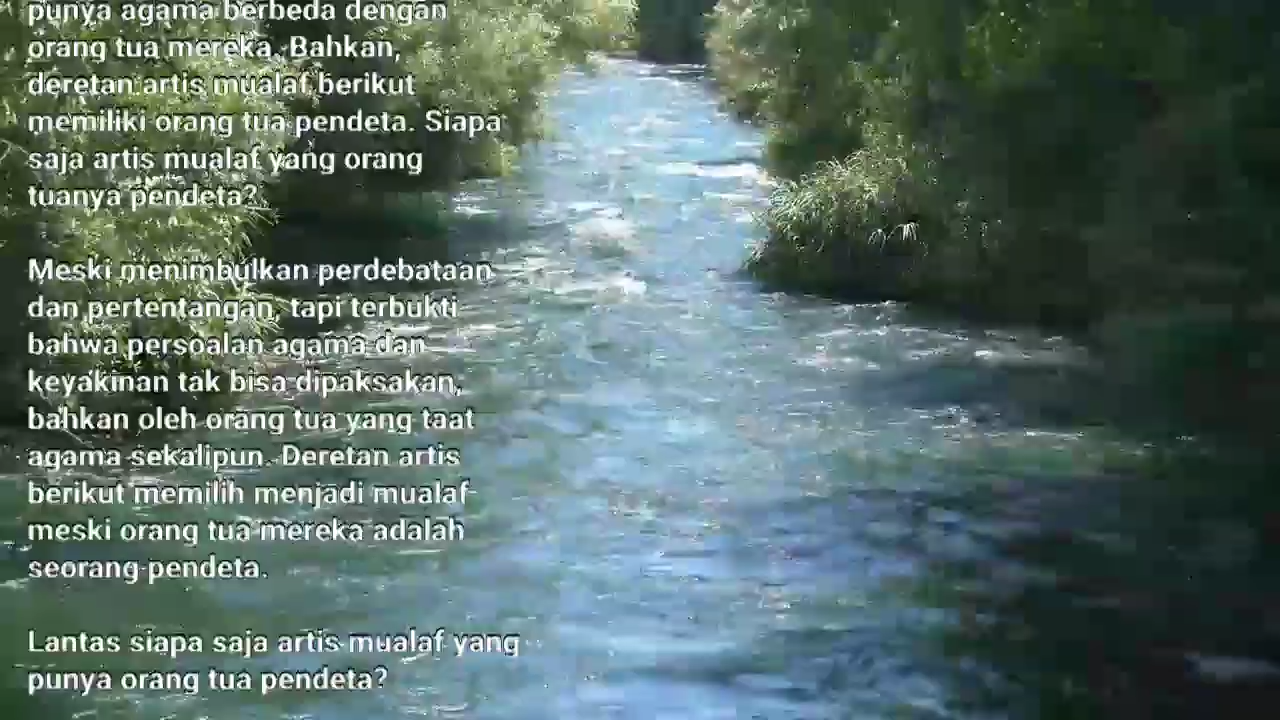 punya agama berbeda dengan
orang tua mereka. Bahkan,
deretan artis mualaf berikut
memiliki orang tua pendeta. Siapa
saja artis mualaf yang orang
tuanya pendeta?
Meski menimbulkan perdebataan
dan pertentangan, tapi terbukti
bahwa persoalan agama dan
keyakinan tak bisa dipaksakan,
bahkan oleh orang tua yang taat
agama sekalipun. Deretan artis
berikut memilih menjadi mualaf
meski orang tua mereka adalah
seorang pendeta.
Lantas siapa saja artis mualaf yang
punya orang tua pendeta?